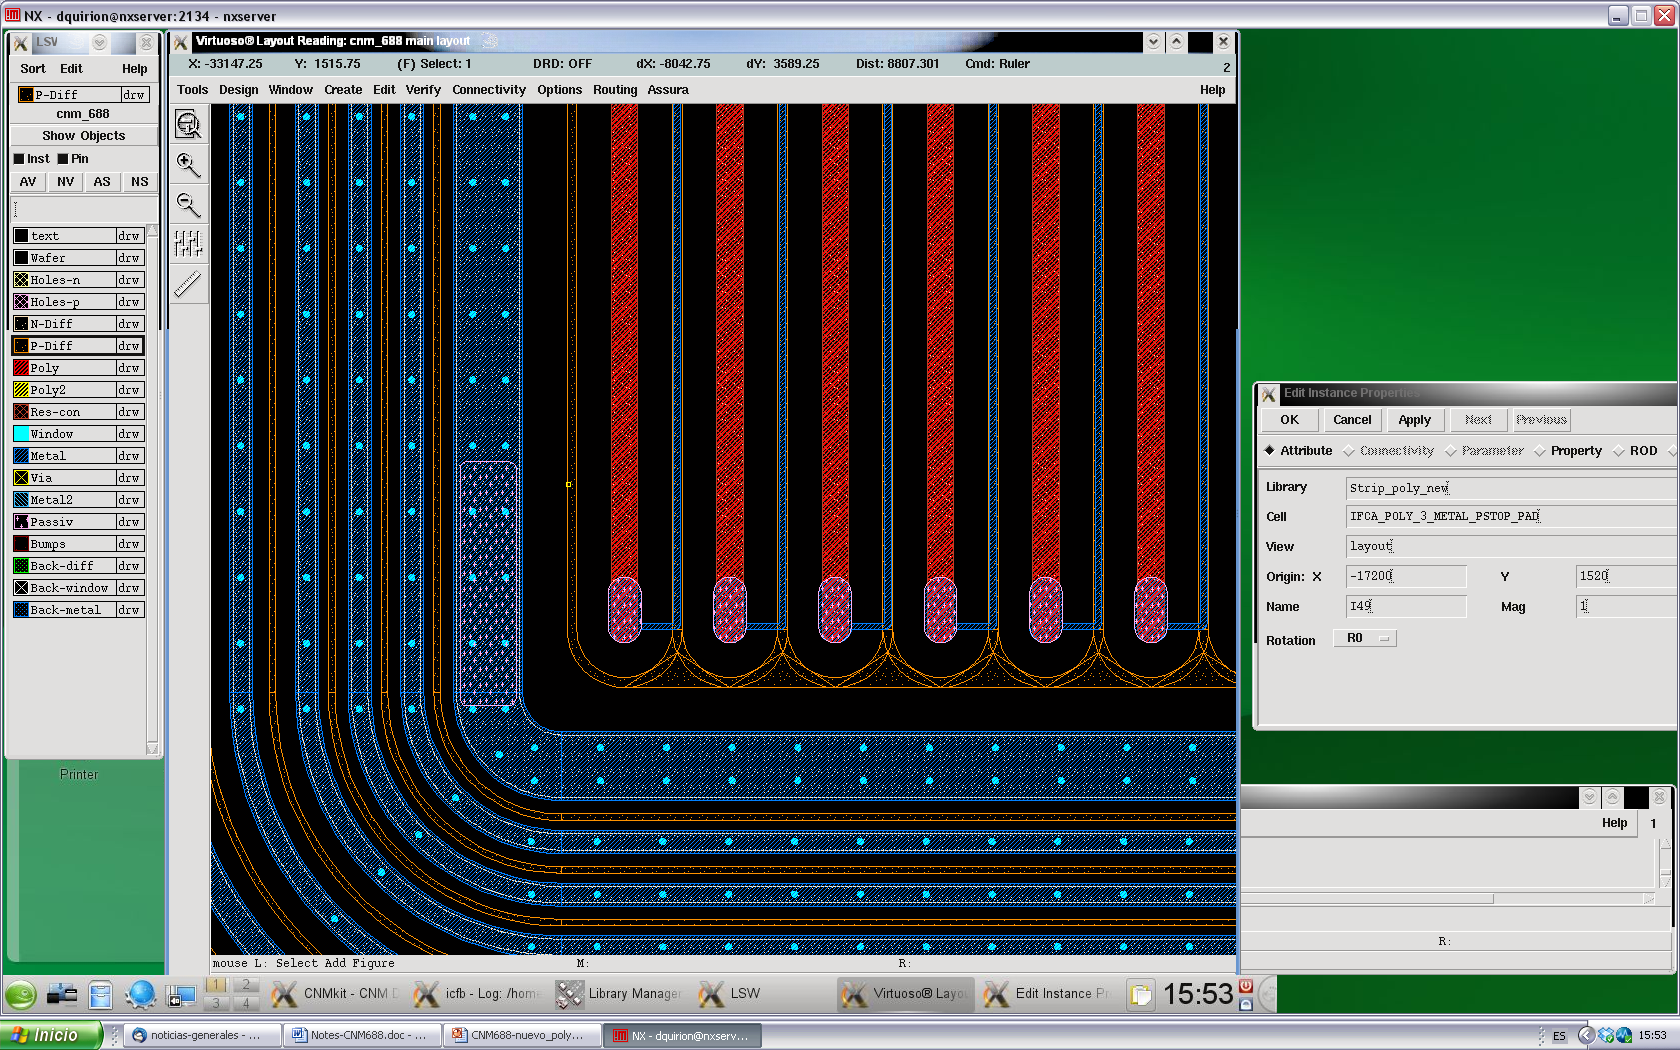 NX - dquirion@nxserver:2134 - nxserver
LSW
Sort Edit Help
P-Diff drw
cnm_688
Show Objects
Inst Pin
AV NV AS NS
text drw
Wafer drw
Holes-n drw
Holes-p drw
N-Diff drw
P-Diff drw
Poly drw
Poly2 drw
Res-con drw
Window drw
Metal drw
Via drw
Metal2 drw
Passiv drw
Bumps drw
Back-diff drw
Back-window drw
Back-metal drw
Printer
Virtuoso® Layout Reading: cnm_688 main layout
X: -33147.25 Y: 1515.75 (F) Select: 1 DRD: OFF dX: -8042.75 dY: 3589.25 Dist: 8807.301 Cmd: Ruler
2
Tools Design Window Create Edit Verify Connectivity Options Routing Assura Help
mouse L: Select Add Figure M: R:
Edit Instance Properties
OK Cancel Apply Next Previous
Attribute Connectivity Parameter Property ROD
Library Strip_poly_new
Cell IFCA_POLY_3_METAL_PSTOP_PAD
View layout
Origin: X -17200 Y 1520
Name I49 Mag 1
Rotation R0
Help 1
R:
1 2
3 4
CNMkit - CNM D
icfb - Log: /home
Library Manager
LSW
Virtuoso® Layou
Edit Instance Pr
15:53
Inicio
noticias-generales - ...
Notes-CNM688.doc - ...
CNM688-nuevo_poly...
NX - dquirion@nxserv...
ES
15:53